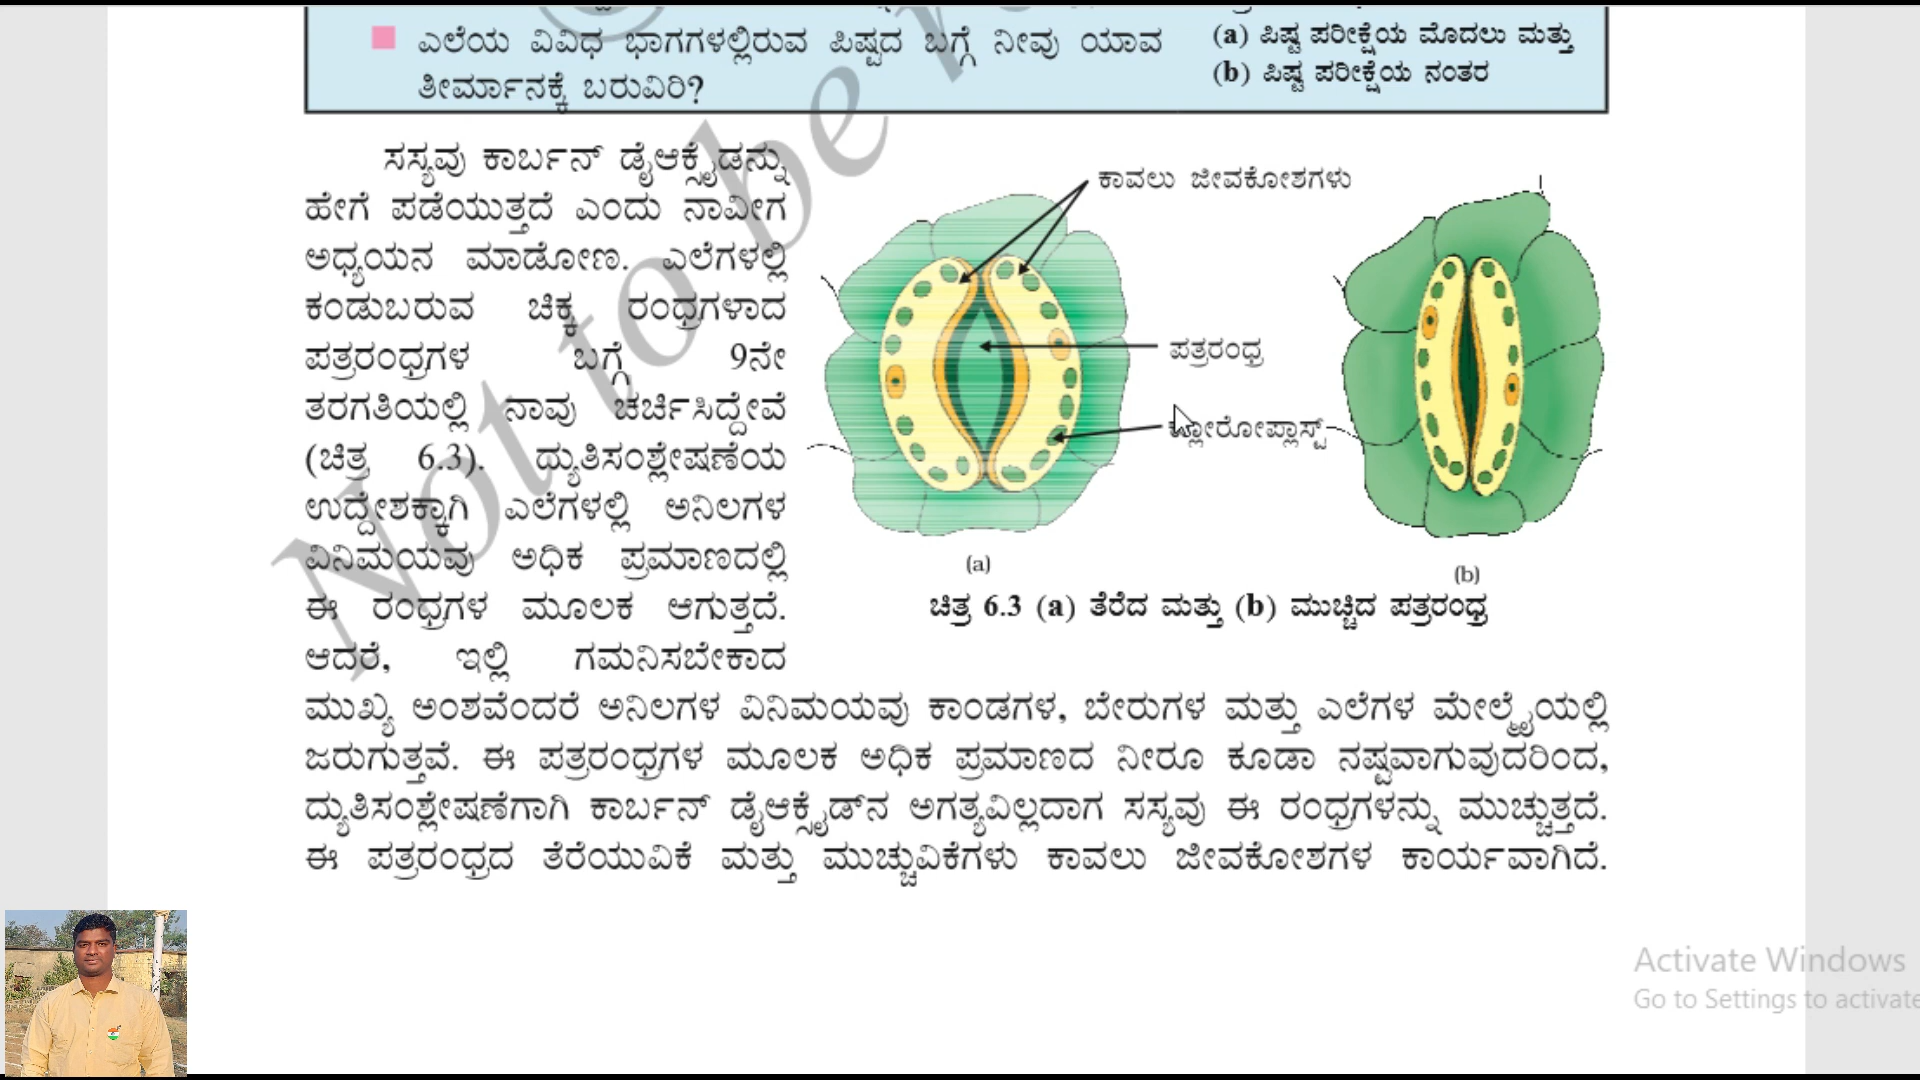 ಎಲೆಯ ವಿವಿಧ ಭಾಗಗಳಲ್ಲಿರುವ ಪಿಷ್ಟದ ಬಗ್ಗೆ ನೀವು ಯಾವ
ತೀರ್ಮಾನಕ್ಕೆ ಬರುವಿರಿ?
(a) ಪಿಷ್ಟ ಪರೀಕ್ಷೆಯ ಮೊದಲು ಮತ್ತು
(b) ಪಿಷ್ಟ ಪರೀಕ್ಷೆಯ ನಂತರ
ಸಸ್ಯವು ಕಾರ್ಬನ್ ಡೈಆಕ್ಸೈಡನ್ನು
ಹೇಗೆ ಪಡೆಯುತ್ತದೆ ಎಂದು ನಾವೀಗ
ಅಧ್ಯಯನ ಮಾಡೋಣ. ಎಲೆಗಳಲ್ಲಿ
ಕಂಡುಬರುವ ಚಿಕ್ಕ ರಂಧ್ರಗಳಾದ
ಪತ್ರರಂಧ್ರಗಳ ಬಗ್ಗೆ 9ನೇ
ತರಗತಿಯಲ್ಲಿ ನಾವು ಚರ್ಚಿಸಿದ್ದೇವೆ
(ಚಿತ್ರ 6.3). ದ್ಯುತಿಸಂಶ್ಲೇಷಣೆಯ
ಉದ್ದೇಶಕ್ಕಾಗಿ ಎಲೆಗಳಲ್ಲಿ ಅನಿಲಗಳ
ವಿನಿಮಯವು ಅಧಿಕ ಪ್ರಮಾಣದಲ್ಲಿ
ಈ ರಂಧ್ರಗಳ ಮೂಲಕ ಆಗುತ್ತದೆ.
ಆದರೆ, ಇಲ್ಲಿ ಗಮನಿಸಬೇಕಾದ
ಮುಖ್ಯ ಅಂಶವೆಂದರೆ ಅನಿಲಗಳ ವಿನಿಮಯವು ಕಾಂಡಗಳ, ಬೇರುಗಳ ಮತ್ತು ಎಲೆಗಳ ಮೇಲ್ಮೈಯಲ್ಲಿ
ಜರುಗುತ್ತವೆ. ಈ ಪತ್ರರಂಧ್ರಗಳ ಮೂಲಕ ಅಧಿಕ ಪ್ರಮಾಣದ ನೀರೂ ಕೂಡಾ ನಷ್ಟವಾಗುವುದರಿಂದ,
ದ್ಯುತಿಸಂಶ್ಲೇಷಣೆಗಾಗಿ ಕಾರ್ಬನ್ ಡೈಆಕ್ಸೈಡ್‌ನ ಅಗತ್ಯವಿಲ್ಲದಾಗ ಸಸ್ಯವು ಈ ರಂಧ್ರಗಳನ್ನು ಮುಚ್ಚುತ್ತದೆ.
ಈ ಪತ್ರರಂಧ್ರದ ತೆರೆಯುವಿಕೆ ಮತ್ತು ಮುಚ್ಚುವಿಕೆಗಳು ಕಾವಲು ಜೀವಕೋಶಗಳ ಕಾರ್ಯವಾಗಿದೆ.
ಕಾವಲು ಜೀವಕೋಶಗಳು
ಪತ್ರರಂಧ್ರ
ಕ್ಲೋರೋಪ್ಲಾಸ್ಟ್
(a)
(b)
ಚಿತ್ರ 6.3 (a) ತೆರೆದ ಮತ್ತು (b) ಮುಚ್ಚಿದ ಪತ್ರರಂಧ್ರ
Not to be
Activate Windows
Go to Settings to activate